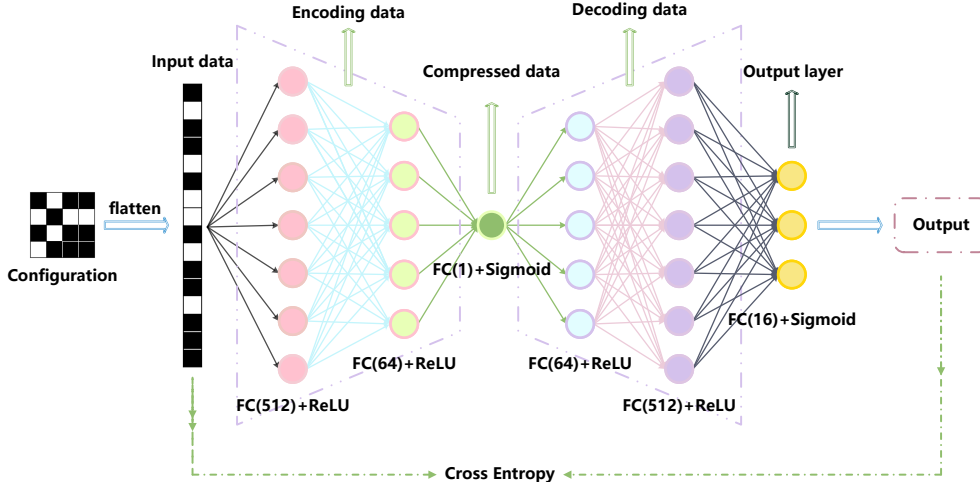 Encoding data
Decoding data
Input data
Compressed data
Output layer
flatten
Configuration
Output
FC(1)+Sigmoid
FC(16)+Sigmoid
FC(64)+ReLU
FC(64)+ReLU
FC(512)+ReLU
FC(512)+ReLU
Cross Entropy